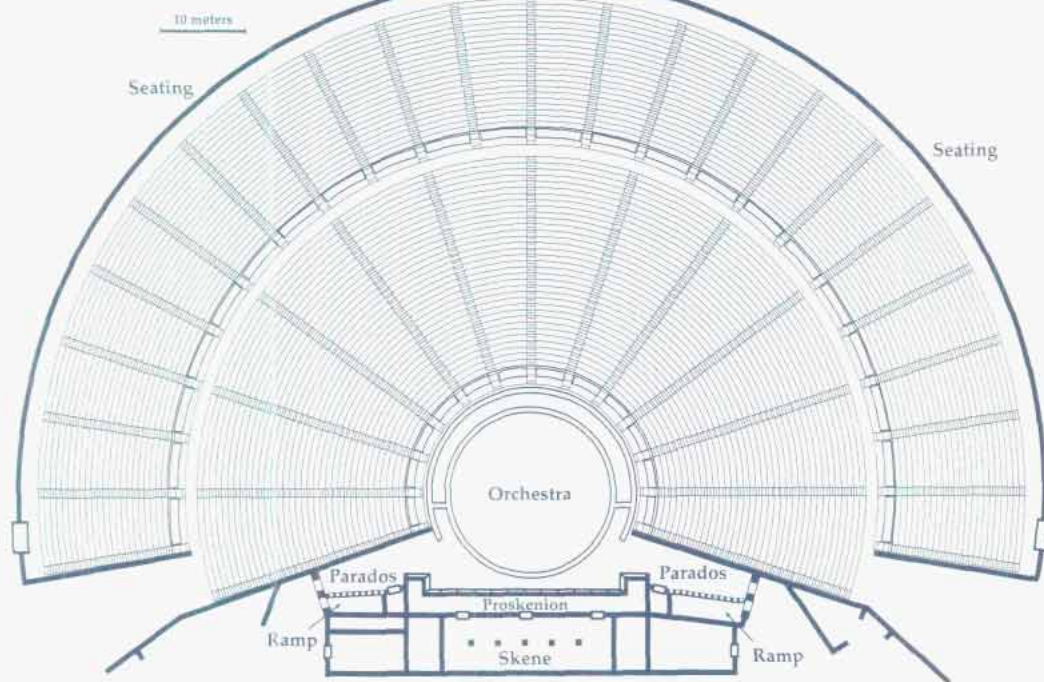 10 meters
Seating
Seating
Orchestra
Parados
Parados
Proskenion
Ramp
Skene
Ramp